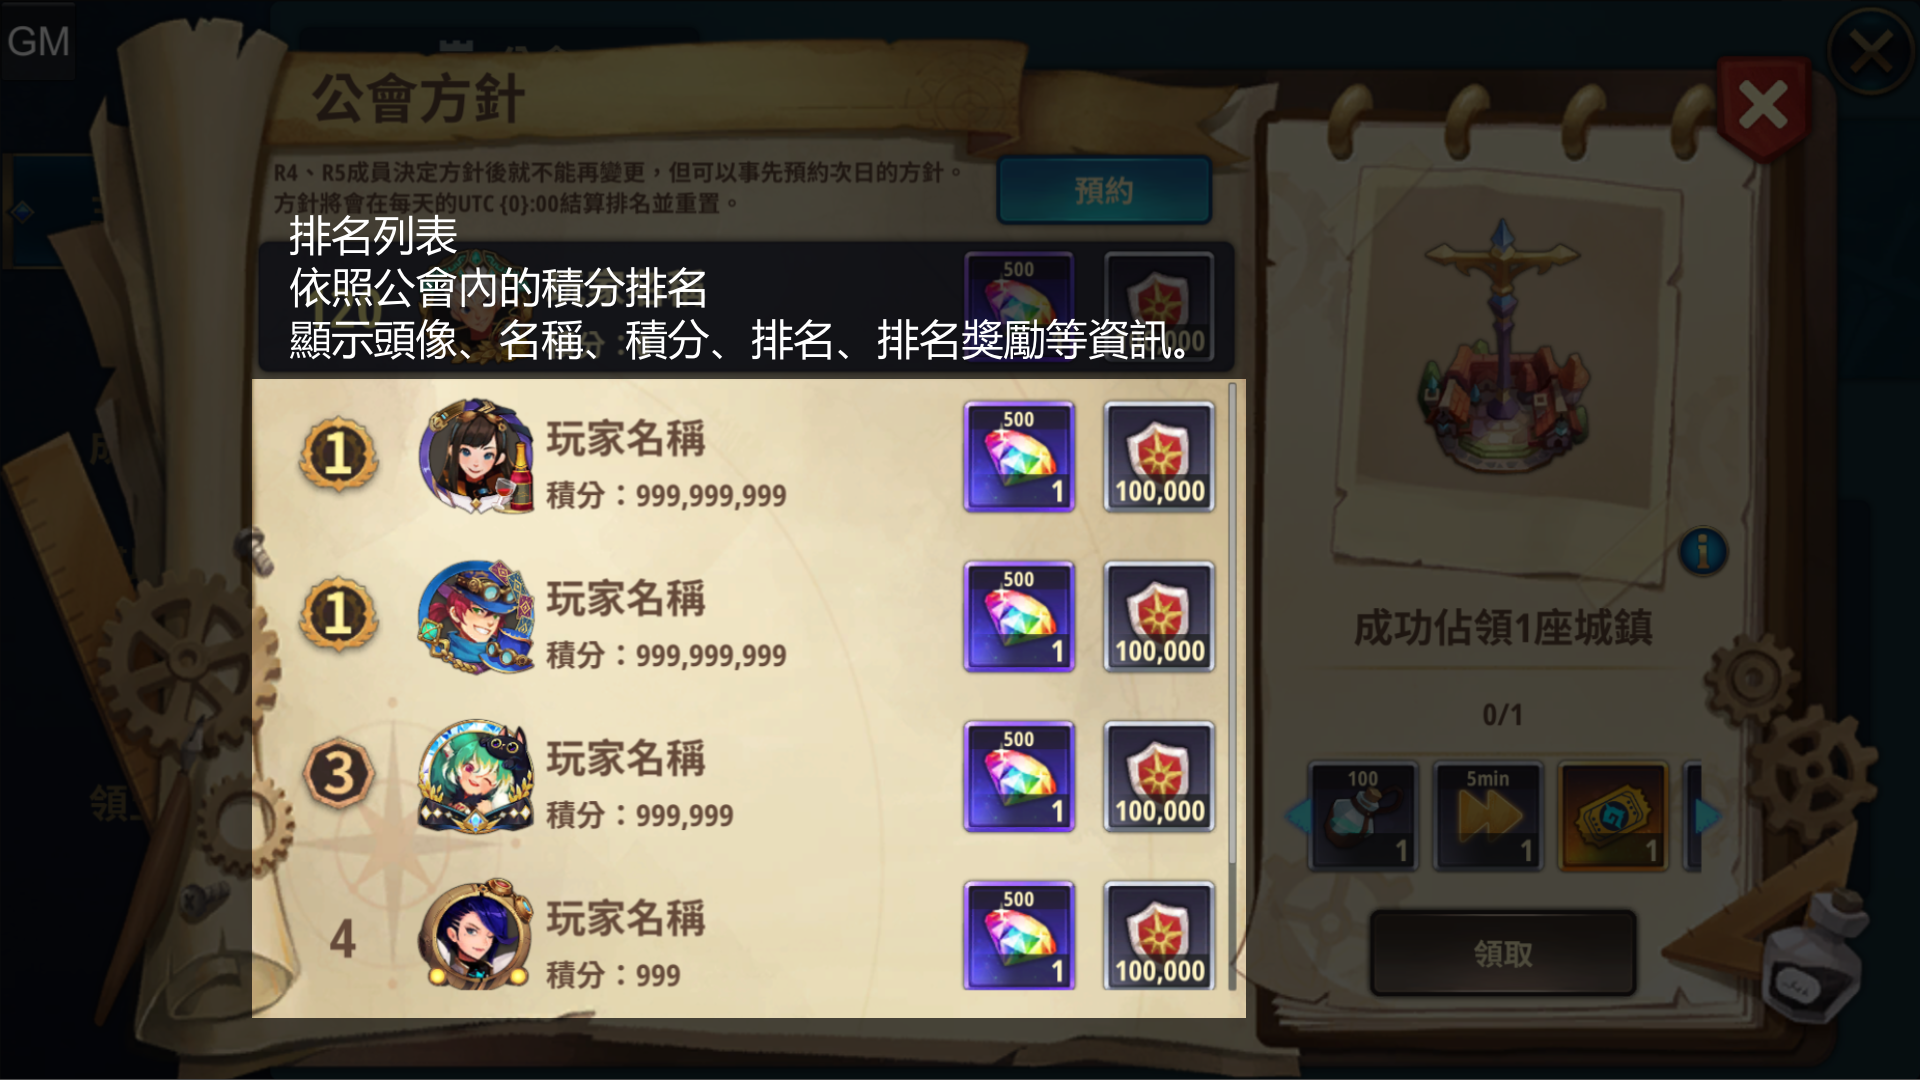 GM
公會方針
R4、R5成員決定方針後就不能再變更，但可以事先預約次日的方針。
方針將會在每天的UTC {0}:00結算排名並重置。
預約
排名列表
依照公會內的積分排名
顯示頭像、名稱、積分、排名、排名獎勵等資訊。
500
1
玩家名稱
積分：999,999,999
500
1
100,000
1
玩家名稱
積分：999,999,999
500
1
100,000
3
玩家名稱
積分：999,999
500
1
100,000
4
玩家名稱
積分：999
500
1
100,000
成功佔領1座城鎮
0/1
100
1
5min
1
1
領取